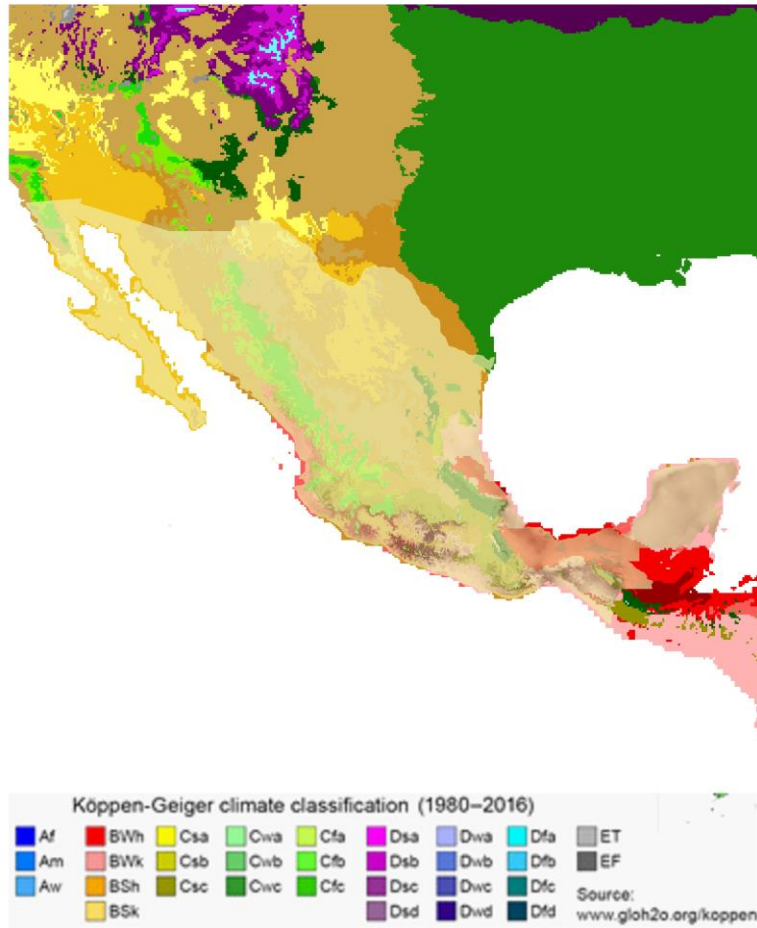 Köppen-Geiger climate classification (1980–2016)
Af BWh Csa Cwa Cfa Dsa Dwa Dfa ET
Am BWk Csb Cwb Cfb Dsb Dwb Dfb EF
Aw BSh Csc Cwc Cfc Dsc Dwc Dfc
BSk Dsd Dwd Dfd
Source:
www.gloh2o.org/koppen